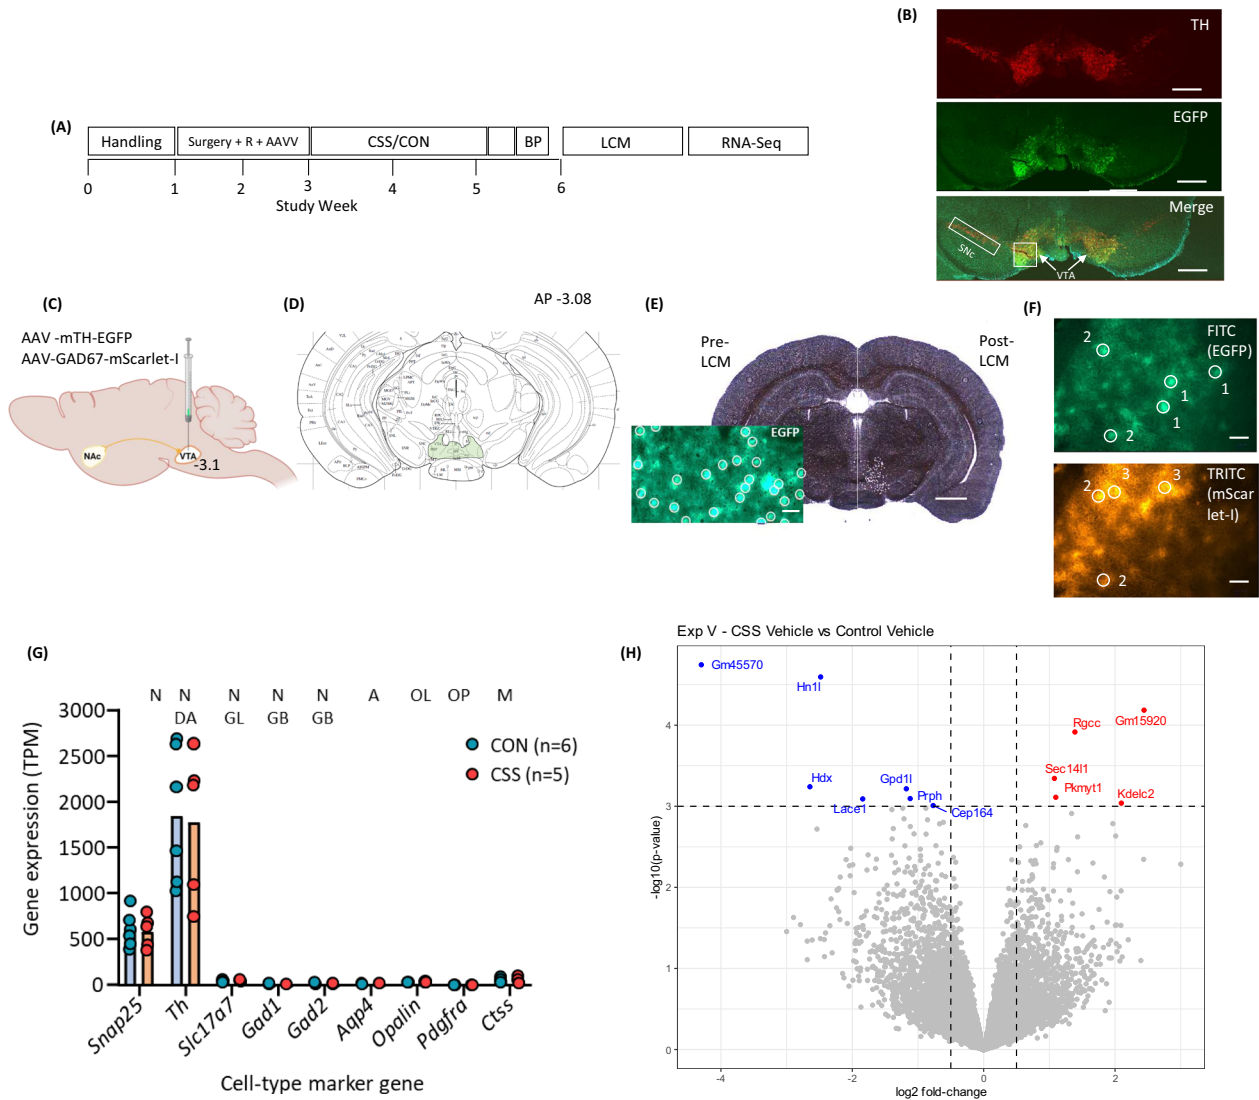 (A)
Handling
Surgery + R + AAVV
CSS/CON
BP
LCM
RNA-Seq
0
1
2
3
4
5
6
Study Week
(B)
TH
EGFP
Merge
SNc
VTA
(C)
AAV -mTH-EGFP
AAV-GAD67-mScarlet-I
NAc
VTA
-3.1
(D)
AP -3.08
(E)
Pre-
LCM
Post-
LCM
EGFP
(F)
FITC
(EGFP)
2
1
1
1
2
TRITC
(mScar
let-I)
2
3
3
2
(G)
N N N N N A OL OP M
DA GL GB GB
3000
2500
2000
1500
1000
500
0
Gene expression (TPM)
CON (n=6)
CSS (n=5)
Snap25
Th
Slc17a7
Gad1
Gad2
Aqp4
Opalin
Pdgfra
Ctss
Cell-type marker gene
(H)
Exp V - CSS Vehicle vs Control Vehicle
Gm45570
Hn1l
Gm15920
Rgcc
Sec14l1
Pkmyt1
Kdelc2
Hdx
Gpd1l
Lace1
Prph
Cep164
4
3
2
1
0
-log10(p-value)
-4
-2
0
2
log2 fold-change